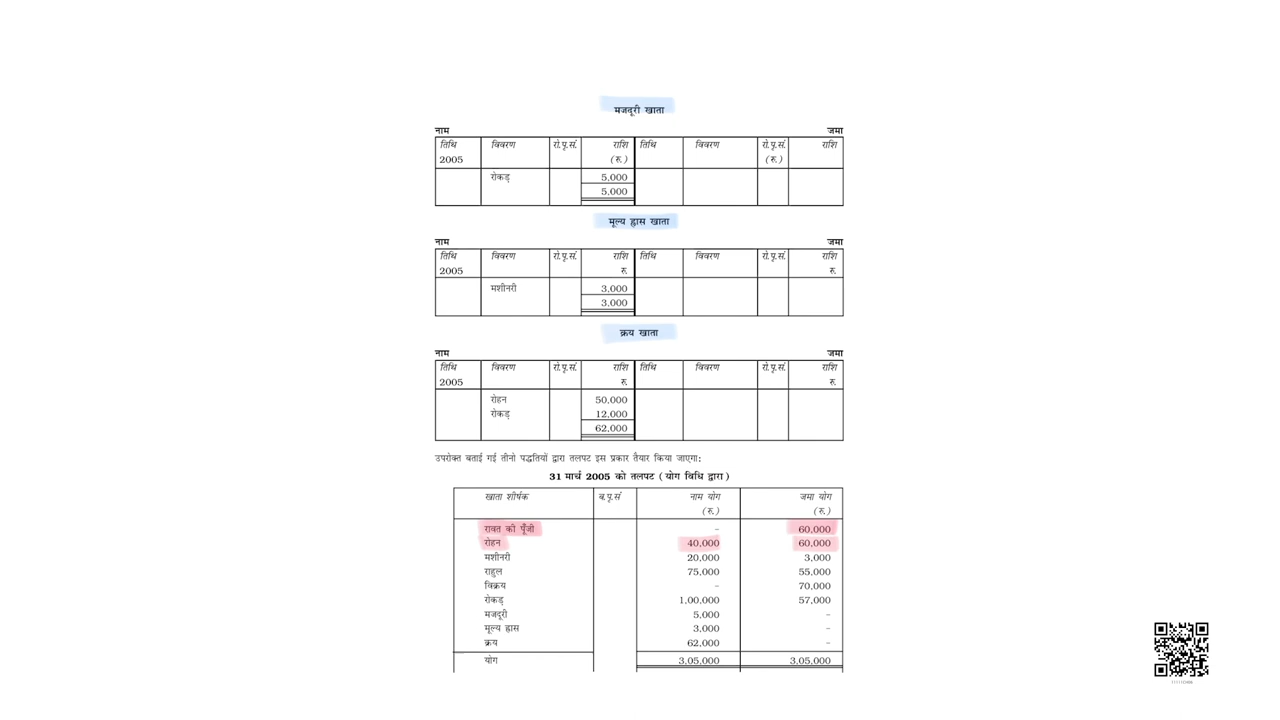 मजदूरी खाता
नाम जमा
तिथि विवरण रो.पृ.सं. राशि तिथि विवरण रो.पृ.सं. राशि
2005 (रु.) (रु.)
रोकड़ 5,000
5,000
मूल्य ह्रास खाता
नाम जमा
तिथि विवरण रो.पृ.सं. राशि तिथि विवरण रो.पृ.सं. राशि
2005 रु. रु.
मशीनरी 3,000
3,000
क्रय खाता
नाम जमा
तिथि विवरण रो.पृ.सं. राशि तिथि विवरण रो.पृ.सं. राशि
2005 रु. रु.
रोहन 50,000
रोकड़ 12,000
62,000
उपरोक्त बताई गई तीनो पद्धतियों द्वारा तलपट इस प्रकार तैयार किया जाएगा:
31 मार्च 2005 को तलपट (योग विधि द्वारा)
खाता शीर्षक ब.पृ.सं नाम योग जमा योग
(रु.) (रु.)
रावत की पूँजी – 60,000
रोहन 40,000 60,000
मशीनरी 20,000 3,000
राहुल 75,000 55,000
विक्रय – 70,000
रोकड़ 1,00,000 57,000
मजदूरी 5,000 –
मूल्य ह्रास 3,000 –
क्रय 62,000 –
योग 3,05,000 3,05,000